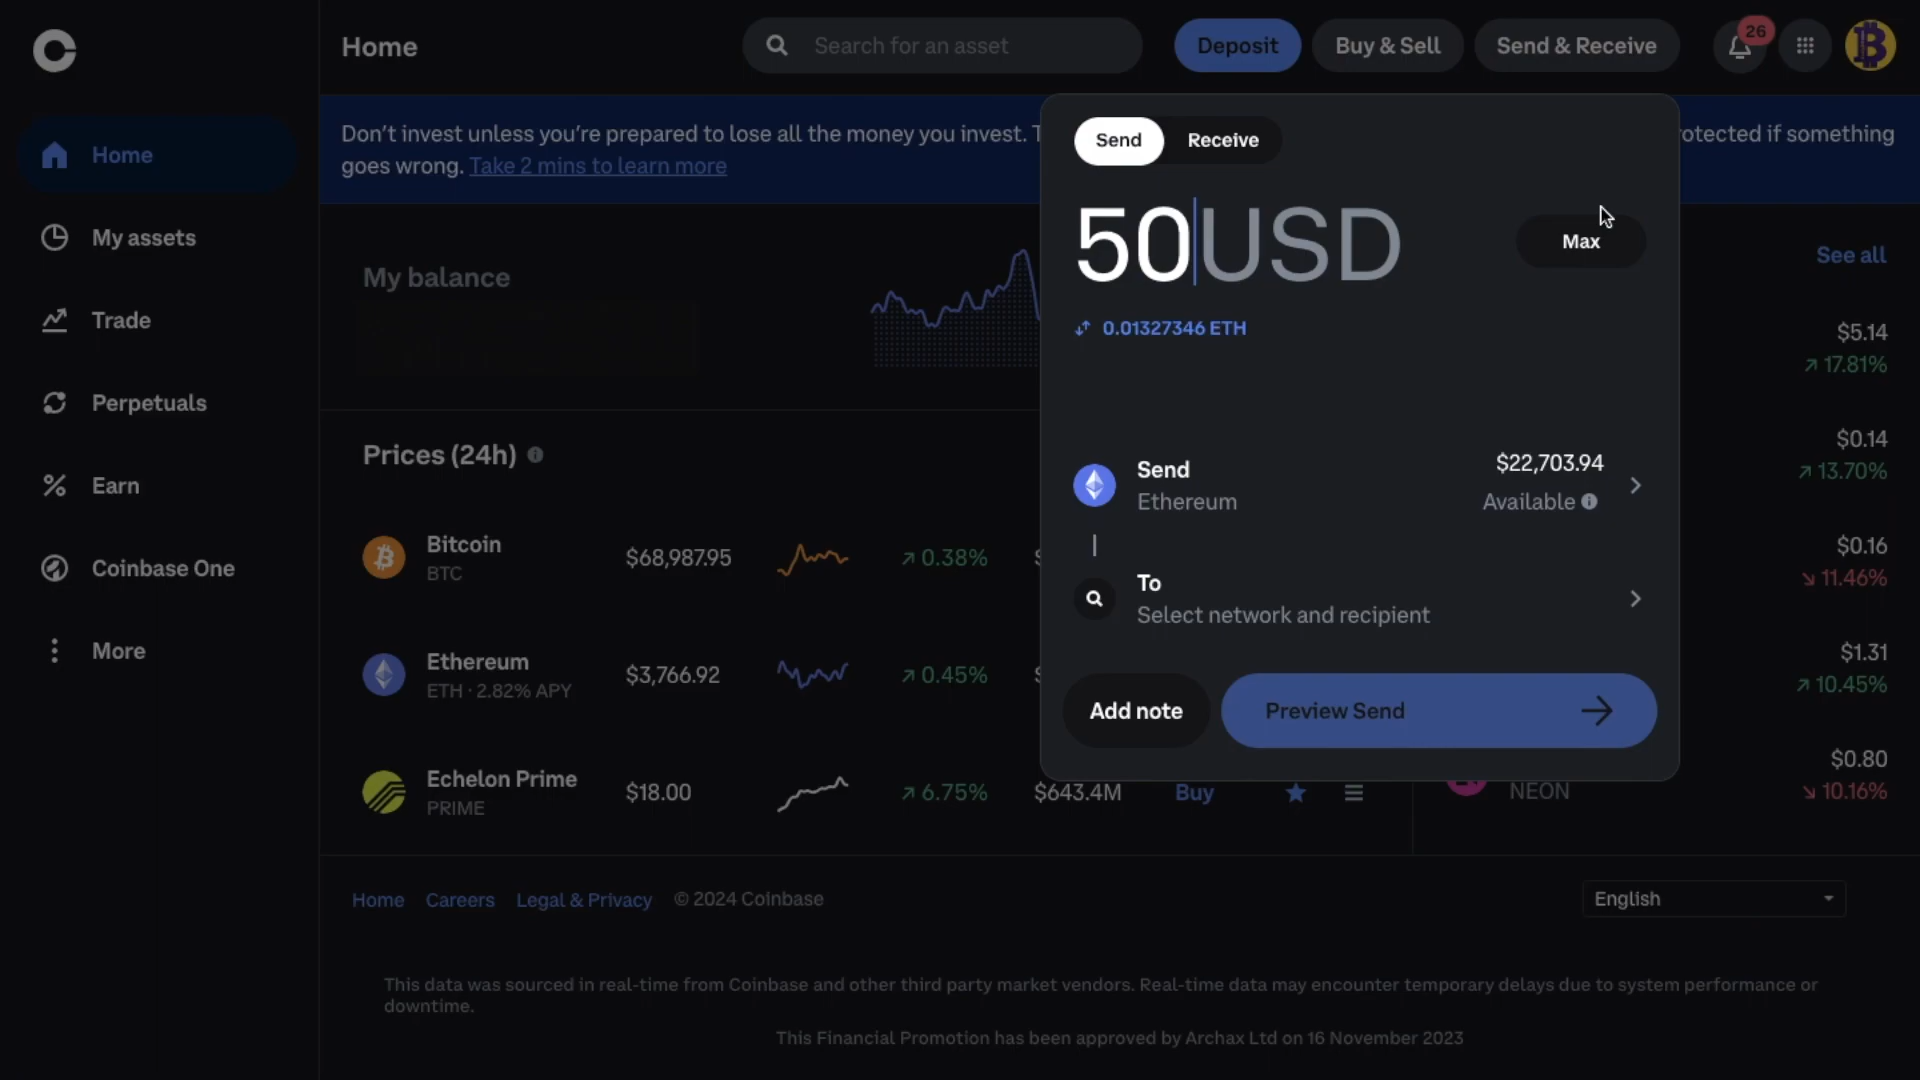 Home
Search for an asset
Deposit
Buy & Sell
Send & Receive
26
Home
My assets
Trade
Perpetuals
Earn
Coinbase One
More
Don’t invest unless you’re prepared to lose all the money you invest.
otected if something
goes wrong. Take 2 mins to learn more
My balance
See all
Send
Receive
50USD
Max
0.01327346 ETH
Send
Ethereum
$22,703.94
Available
To
Select network and recipient
Add note
Preview Send
Prices (24h)
Bitcoin
BTC
$68,987.95
0.38%
Ethereum
ETH · 2.82% APY
$3,766.92
0.45%
Echelon Prime
PRIME
$18.00
6.75%
$643.4M
Buy
$5.14
17.81%
$0.14
13.70%
$0.16
11.46%
$1.31
10.45%
$0.80
NEON
10.16%
Home
Careers
Legal & Privacy
© 2024 Coinbase
English
This data was sourced in real-time from Coinbase and other third party market vendors. Real-time data may encounter temporary delays due to system performance or
downtime.
This Financial Promotion has been approved by Archax Ltd on 16 November 2023